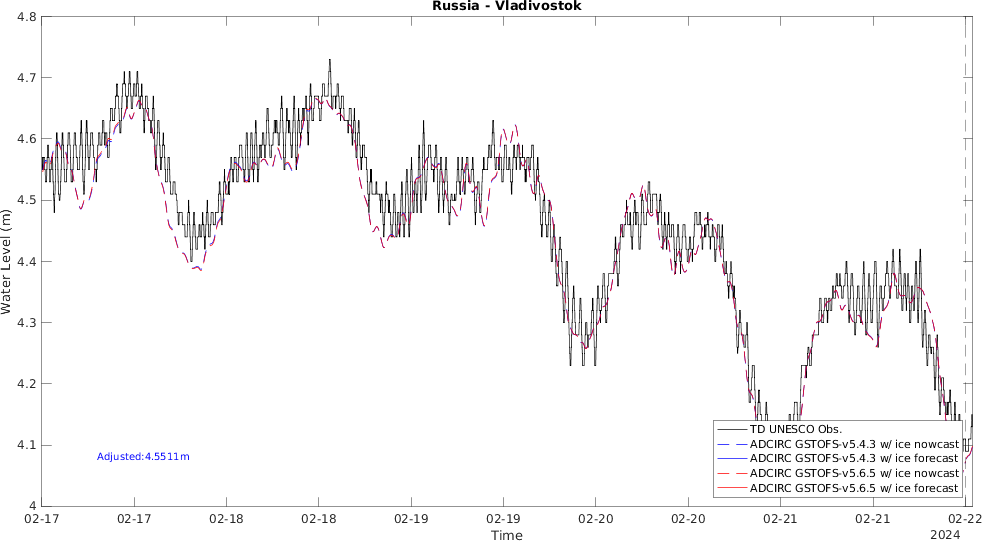 Russia - Vladivostok
4.8
4.7
4.6
4.5
4.4
4.3
4.2
4.1
4
Water Level (m)
Adjusted:4.5511m
TD UNESCO Obs.
ADCIRC GSTOFS-v5.4.3 w/ ice nowcast
ADCIRC GSTOFS-v5.4.3 w/ ice forecast
ADCIRC GSTOFS-v5.6.5 w/ ice nowcast
ADCIRC GSTOFS-v5.6.5 w/ ice forecast
02-17 02-17 02-18 02-18 02-19 02-19 02-20 02-20 02-21 02-21 02-22
Time
2024